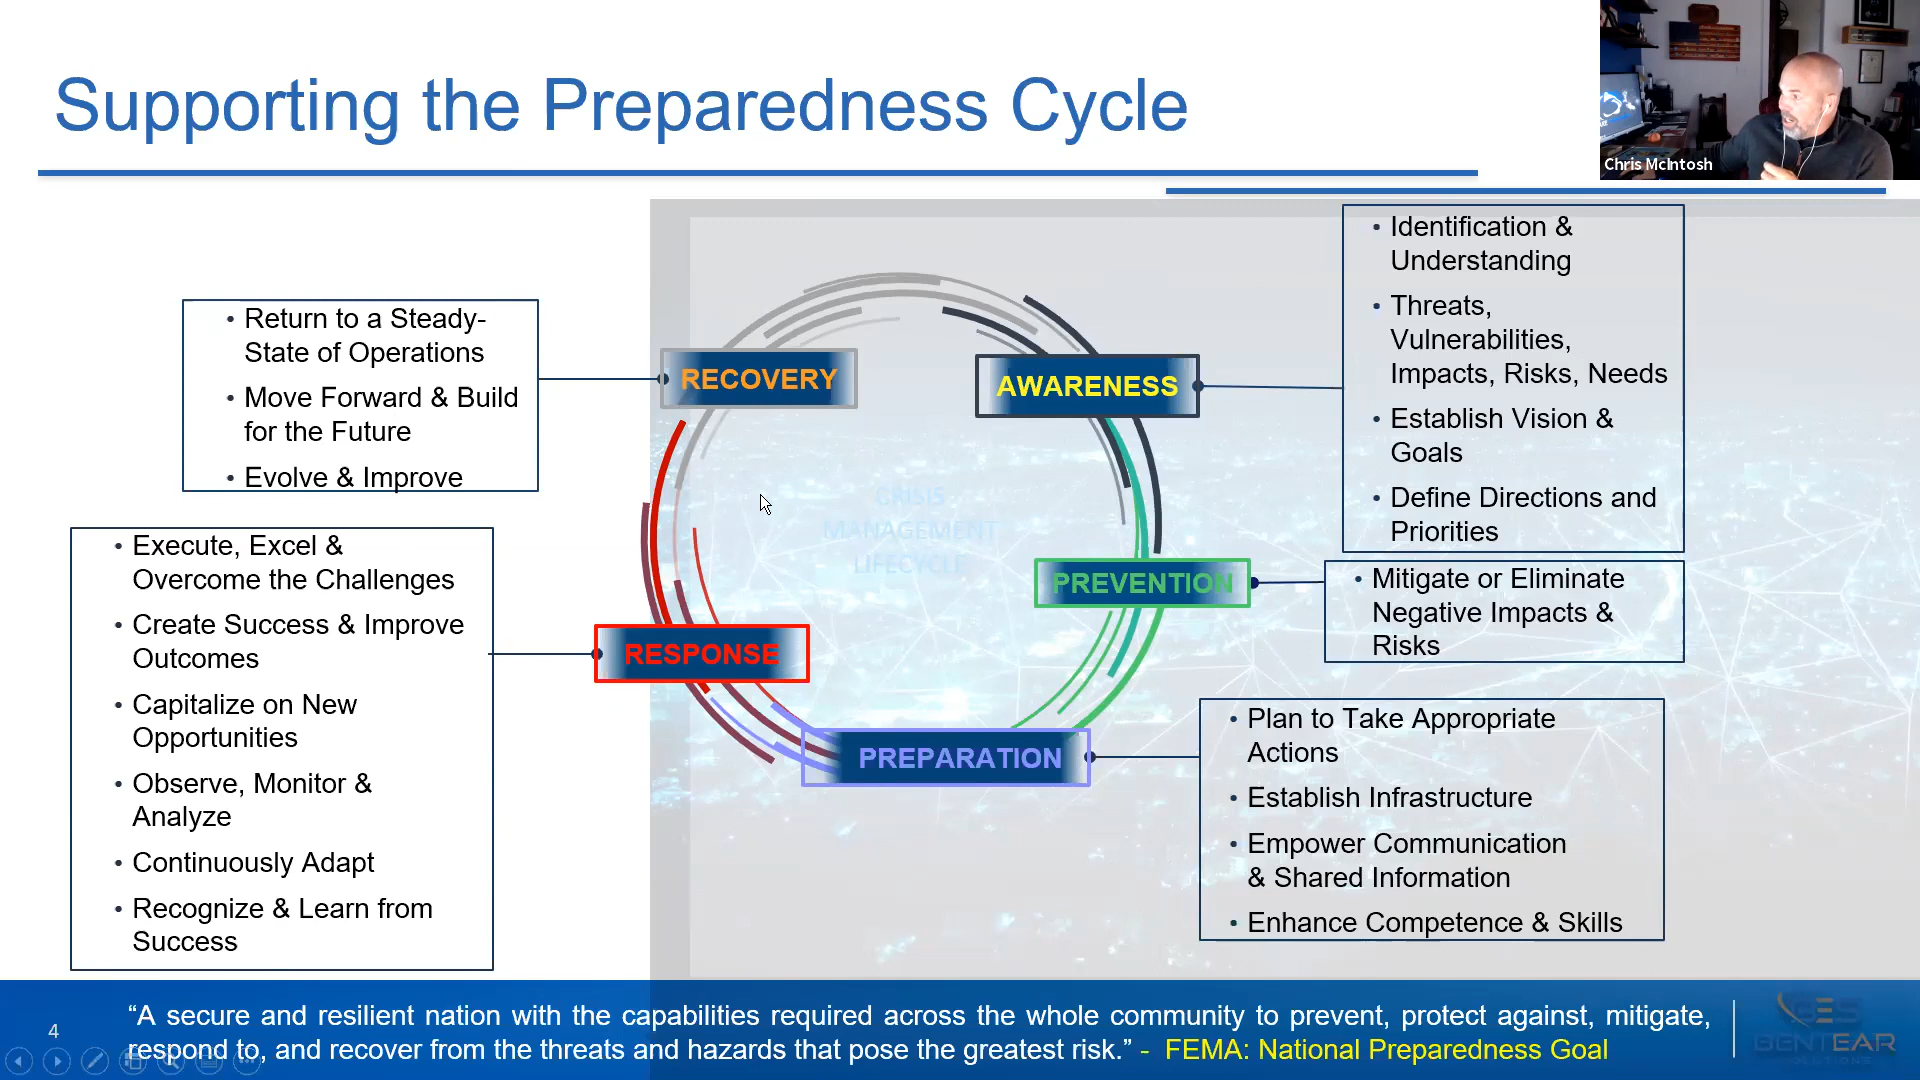 Supporting the Preparedness Cycle
Chris McIntosh
• Return to a Steady-
State of Operations
• Move Forward & Build
for the Future
• Evolve & Improve
RECOVERY
AWARENESS
• Identification &
Understanding
• Threats,
Vulnerabilities,
Impacts, Risks, Needs
• Establish Vision &
Goals
• Define Directions and
Priorities
CRISIS
MANAGEMENT
LIFECYCLE
• Execute, Excel &
Overcome the Challenges
• Create Success & Improve
Outcomes
• Capitalize on New
Opportunities
• Observe, Monitor &
Analyze
• Continuously Adapt
• Recognize & Learn from
Success
RESPONSE
PREVENTION
• Mitigate or Eliminate
Negative Impacts &
Risks
PREPARATION
• Plan to Take Appropriate
Actions
• Establish Infrastructure
• Empower Communication
& Shared Information
• Enhance Competence & Skills
“A secure and resilient nation with the capabilities required across the whole community to prevent, protect against, mitigate,
respond to, and recover from the threats and hazards that pose the greatest risk.” - FEMA: National Preparedness Goal
4
GES
GENTEAR
SOLUTIONS